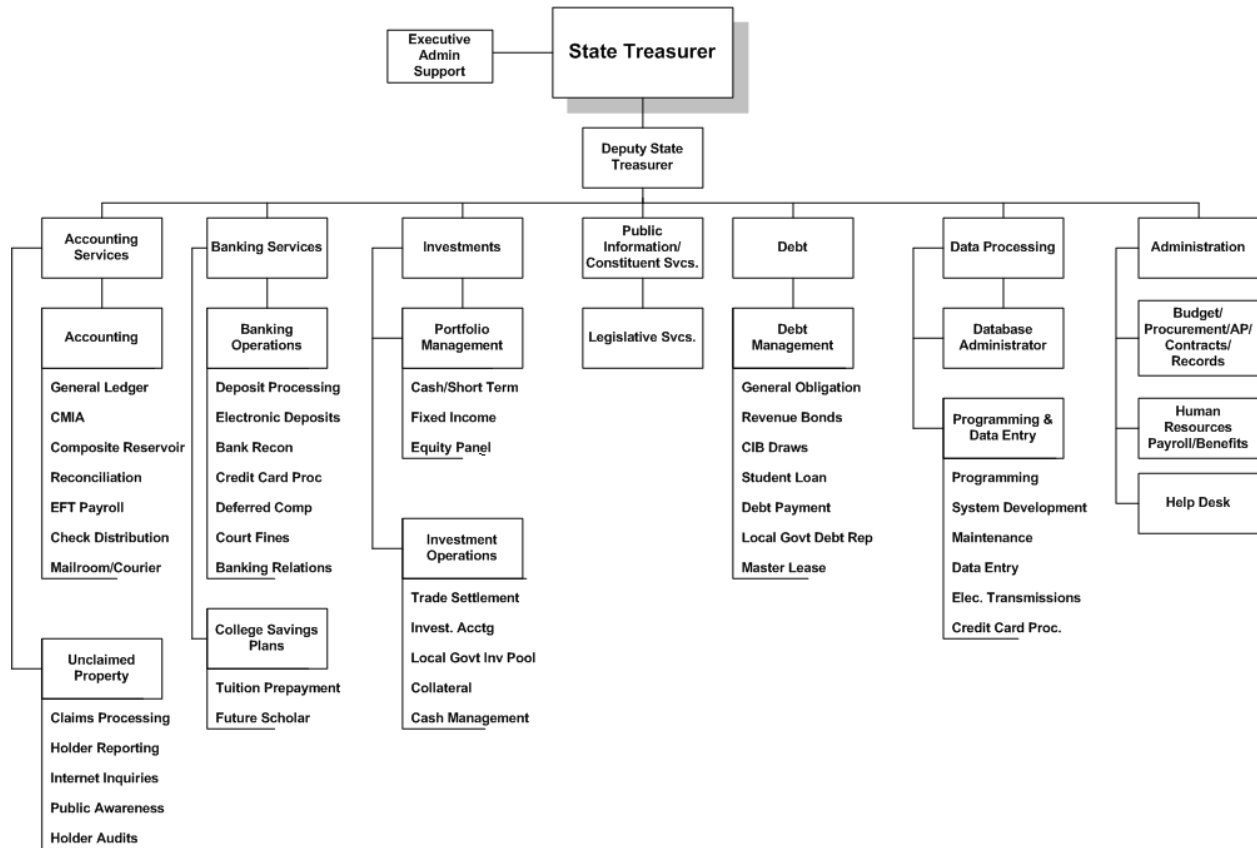 Executive
Admin
Support
State Treasurer
Deputy State
Treasurer
Accounting
Services
Banking Services
Investments
Public
Information/
Constituent Svcs.
Debt
Data Processing
Administration
Accounting
General Ledger
CMIA
Composite Reservoir
Reconciliation
EFT Payroll
Check Distribution
Mailroom/Courier
Unclaimed
Property
Claims Processing
Holder Reporting
Internet Inquiries
Public Awareness
Holder Audits
Banking
Operations
Deposit Processing
Electronic Deposits
Bank Recon
Credit Card Proc
Deferred Comp
Court Fines
Banking Relations
College Savings
Plans
Tuition Prepayment
Future Scholar
Portfolio
Management
Cash/Short Term
Fixed Income
Equity Panel
Investment
Operations
Trade Settlement
Invest. Acctg
Local Govt Inv Pool
Collateral
Cash Management
Legislative Svcs.
Debt
Management
General Obligation
Revenue Bonds
CIB Draws
Student Loan
Debt Payment
Local Govt Debt Rep
Master Lease
Database
Administrator
Programming &
Data Entry
Programming
System Development
Maintenance
Data Entry
Elec. Transmissions
Credit Card Proc.
Budget/
Procurement/AP/
Contracts/
Records
Human
Resources
Payroll/Benefits
Help Desk